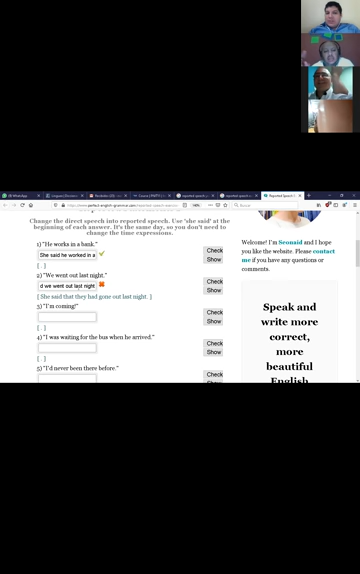 Change the direct speech into reported speech. Use 'she said' at the
beginning of each answer. It's the same day, so you don't need to
change the time expressions.
1) "He works in a bank."
She said he worked in a
Check
Show
[ . ]
2) "We went out last night."
d we went out last night
Check
Show
[ She said that they had gone out last night. ]
3) "I'm coming!"
Check
Show
[ . ]
4) "I was waiting for the bus when he arrived."
Check
Show
[ . ]
5) "I'd never been there before."
Check
Welcome! I'm Seonaid and I hope
you like the website. Please contact
me if you have any questions or
comments.
Speak and
write more
correct,
more
beautiful
English